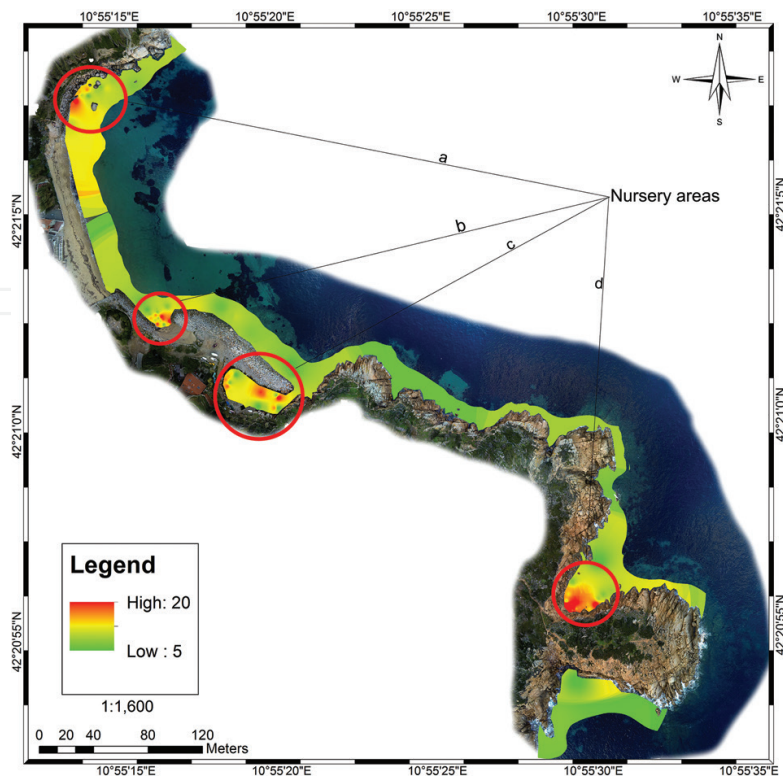 10°55'15"E 10°55'20"E 10°55'25"E 10°55'30"E 10°55'35"E
N
W E
S
a
Nursery areas
b
c
d
42°21'5"N 42°21'5"N
42°21'0"N 42°21'0"N
42°20'55"N 42°20'55"N
Legend
High: 20
Low : 5
1:1,600
0 20 40 80 120
Meters
10°55'15"E 10°55'20"E 10°55'25"E 10°55'30"E 10°55'35"E